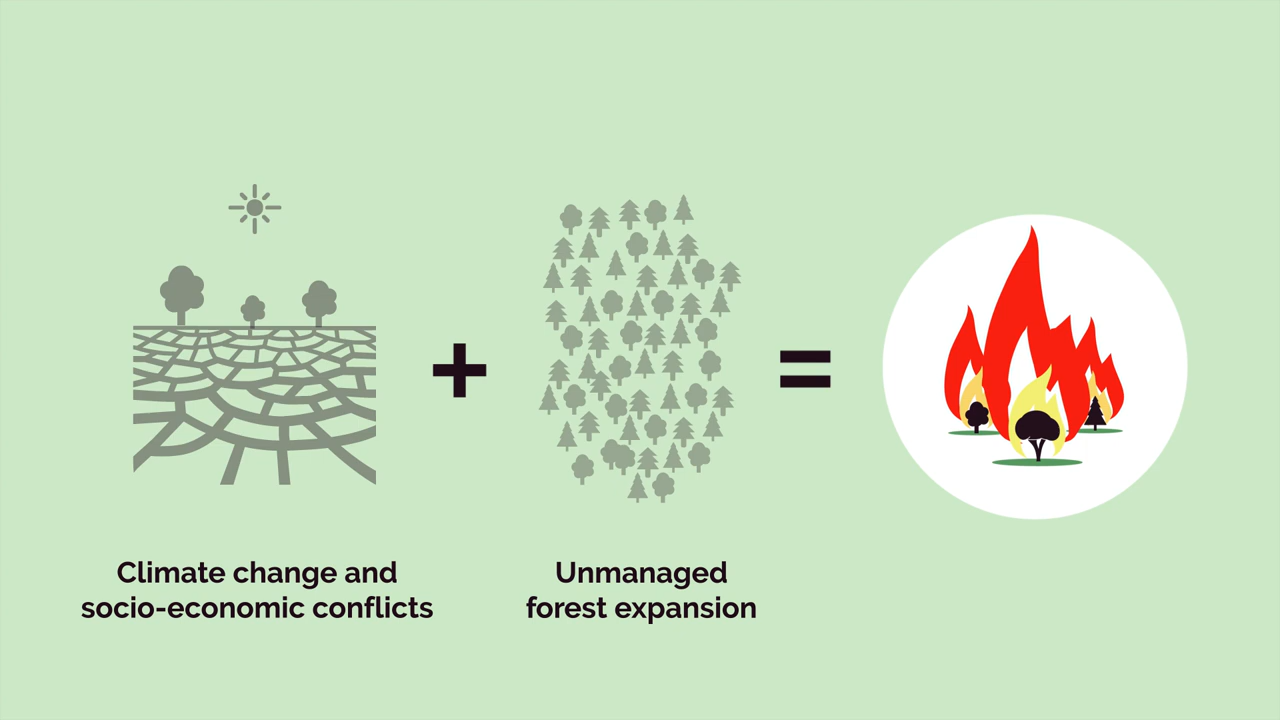 +
=
Climate change and
socio-economic conflicts
Unmanaged
forest expansion